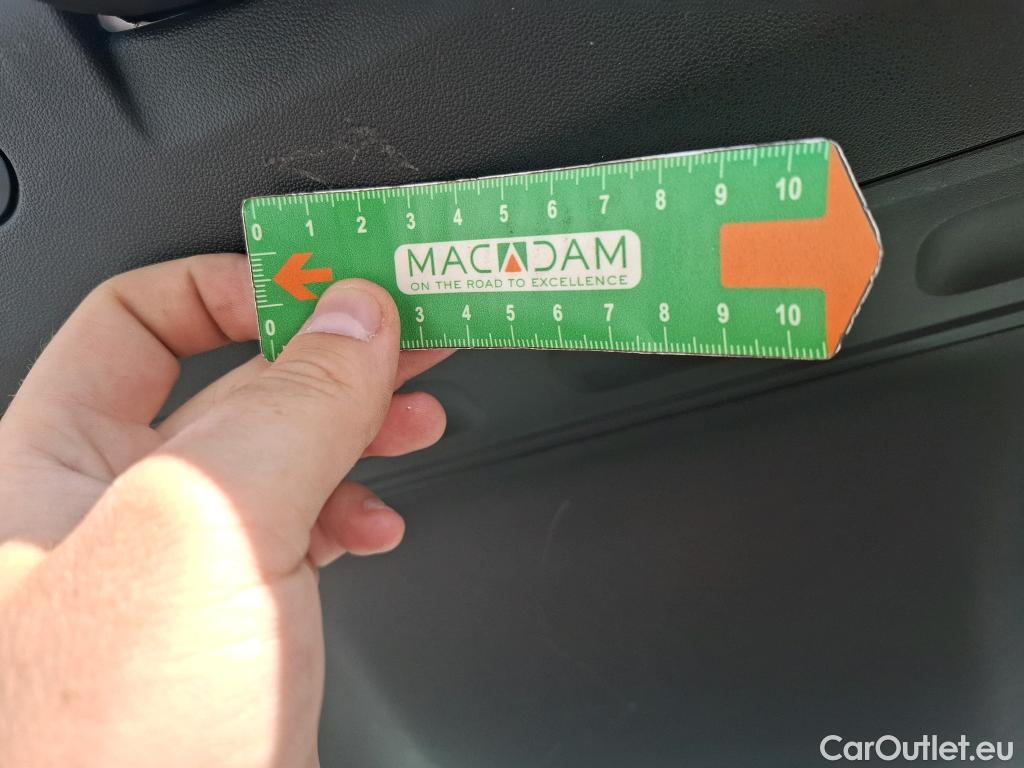 0 1 2 3 4 5 6 7 8 9 10
MACADAM
ON THE ROAD TO EXCELLENCE
0 3 4 5 6 7 8 9 10
CarOutlet.eu